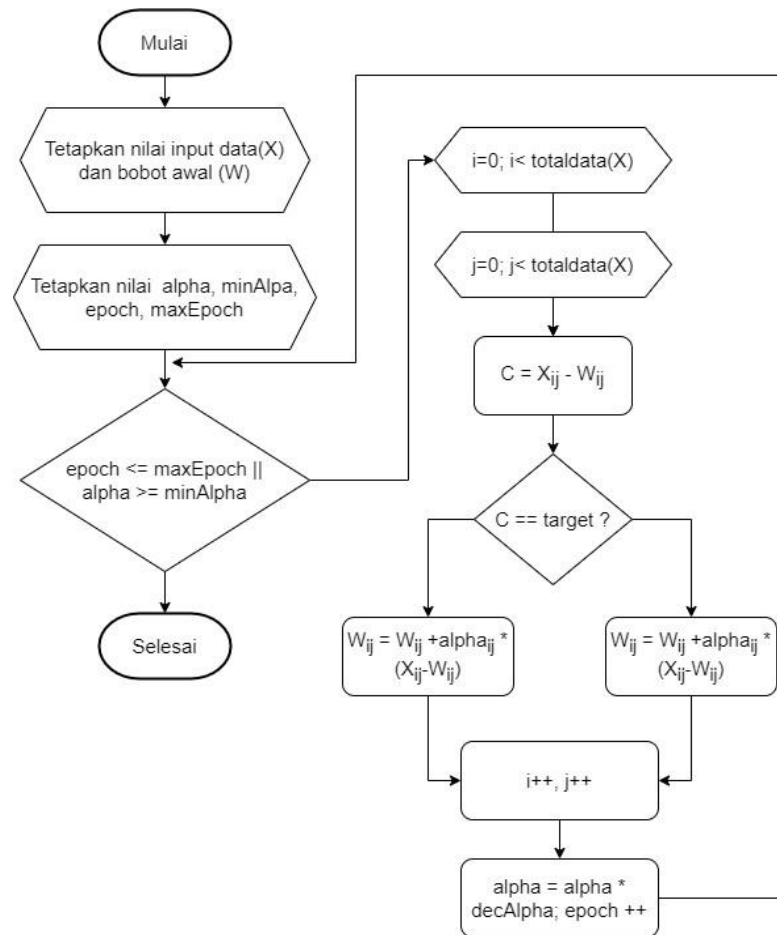 Mulai
Tetapkan nilai input data(X)
dan bobot awal (W)
Tetapkan nilai alpha, minAlpa,
epoch, maxEpoch
epoch <= maxEpoch ||
alpha >= minAlpha
Selesai
i=0; i< totaldata(X)
j=0; j< totaldata(X)
C = Xij - Wij
C == target ?
Wij = Wij +alphaij *
(Xij-Wij)
Wij = Wij +alphaij *
(Xij-Wij)
i++, j++
alpha = alpha *
decAlpha; epoch ++